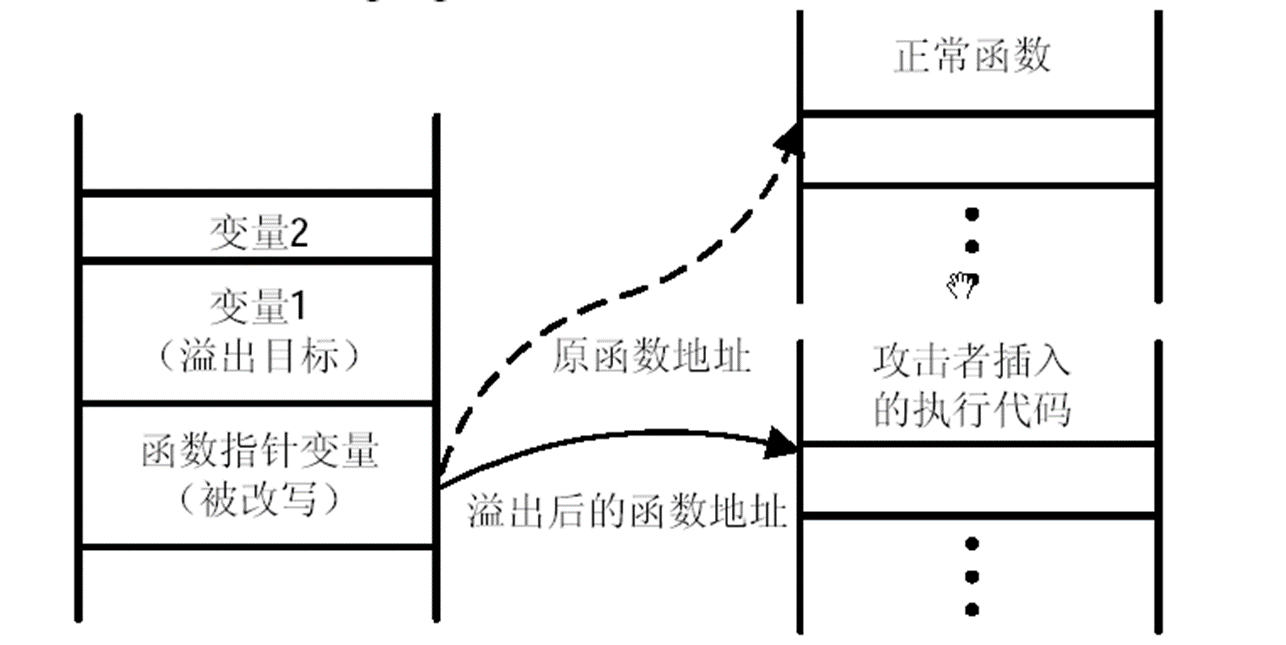 正常函数
变量2
变量1
（溢出目标）
原函数地址
攻击者插入
的执行代码
函数指针变量
（被改写）
溢出后的函数地址